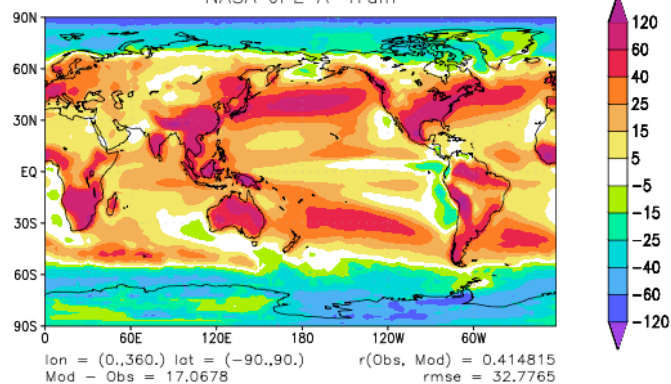 90N
60N
30N
EQ
30S
60S
90S
0
60E
120E
180
120W
60W
120
60
40
25
15
5
−5
−15
−25
−40
−60
−120
lon = (0.,360.) lat = (−90.,90.)
r(Obs, Mod) = 0.414815
Mod − Obs = 17.0678
rmse = 32.7765